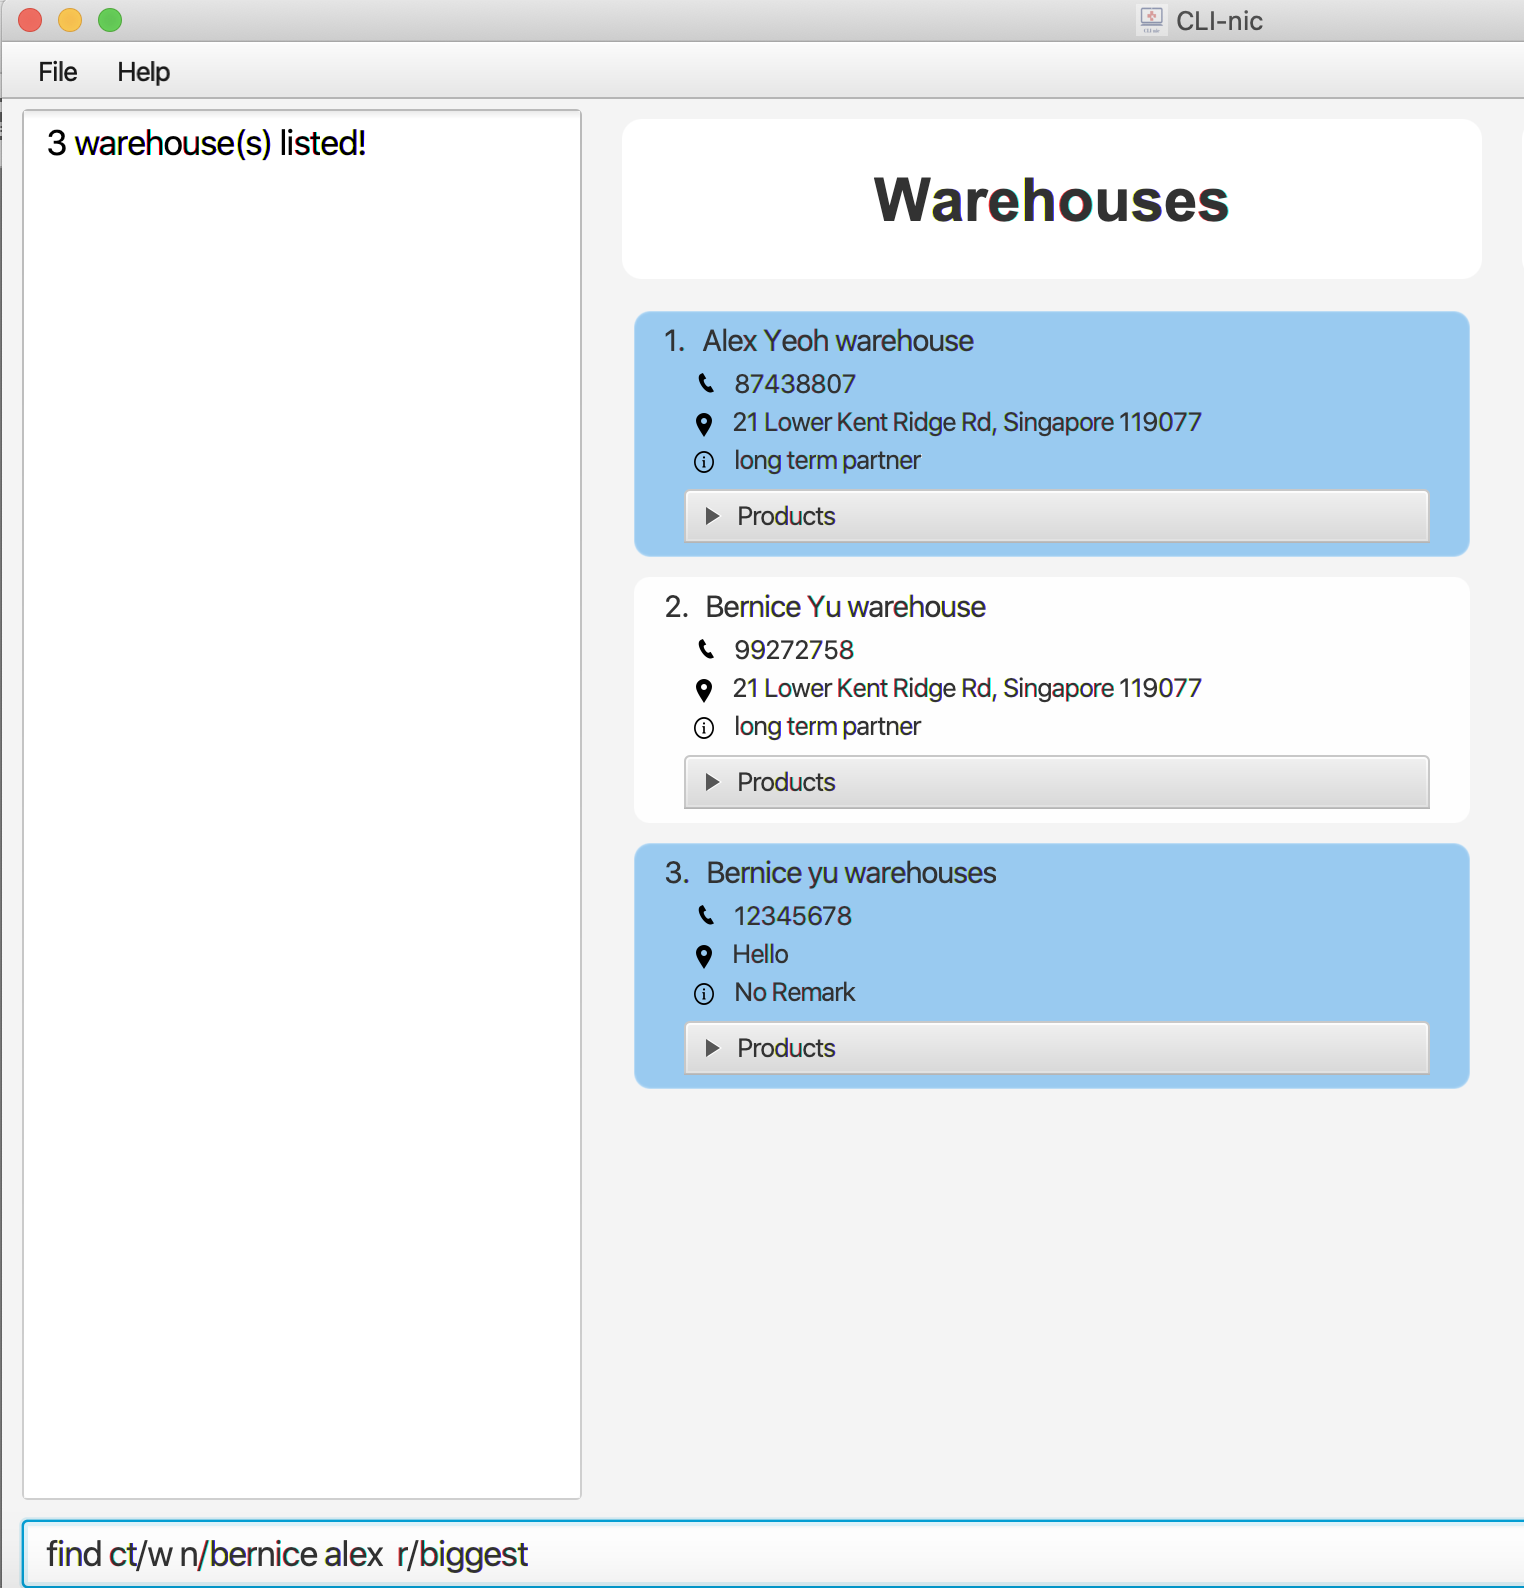 CLI-nic
File Help
3 warehouse(s) listed!
Warehouses
1. Alex Yeoh warehouse
87438807
21 Lower Kent Ridge Rd, Singapore 119077
long term partner
Products
2. Bernice Yu warehouse
99272758
21 Lower Kent Ridge Rd, Singapore 119077
long term partner
Products
3. Bernice yu warehouses
12345678
Hello
No Remark
Products
find ct/w n/bernice alex  r/biggest